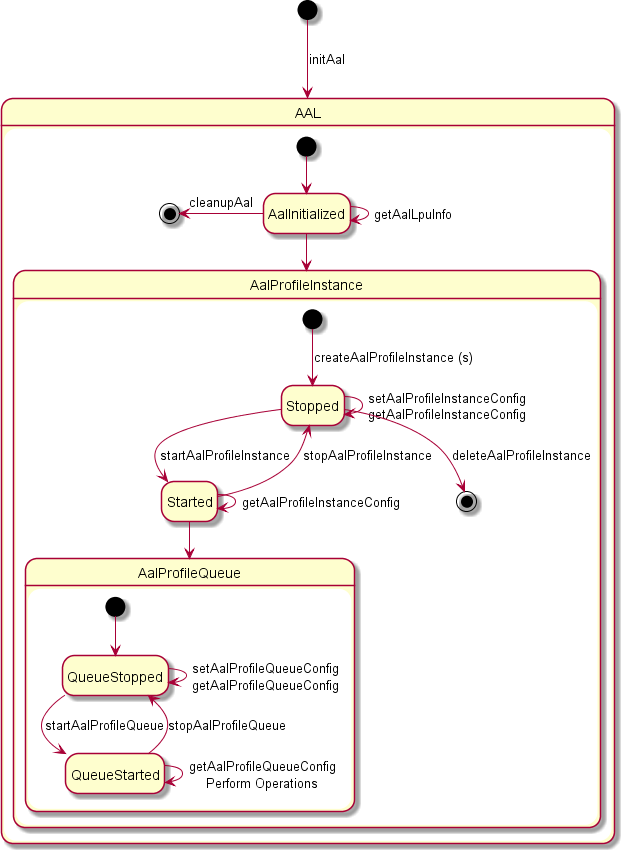 initAal
AAL
cleanupAal
AalInitialized
getAalLpuInfo
AalProfileInstance
createAalProfileInstance (s)
Stopped
setAalProfileInstanceConfig
getAalProfileInstanceConfig
startAalProfileInstance
stopAalProfileInstance
deleteAalProfileInstance
Started
getAalProfileInstanceConfig
AalProfileQueue
QueueStopped
setAalProfileQueueConfig
getAalProfileQueueConfig
startAalProfileQueue
stopAalProfileQueue
QueueStarted
getAalProfileQueueConfig
Perform Operations